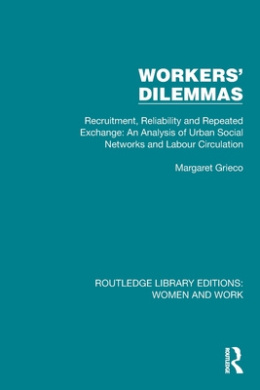 WORKERS'
DILEMMAS
Recruitment, Reliability and Repeated
Exchange: An Analysis of Urban Social
Networks and Labour Circulation
Margaret Grieco
ROUTLEDGE LIBRARY EDITIONS:
WOMEN AND WORK
ROUTLEDGE